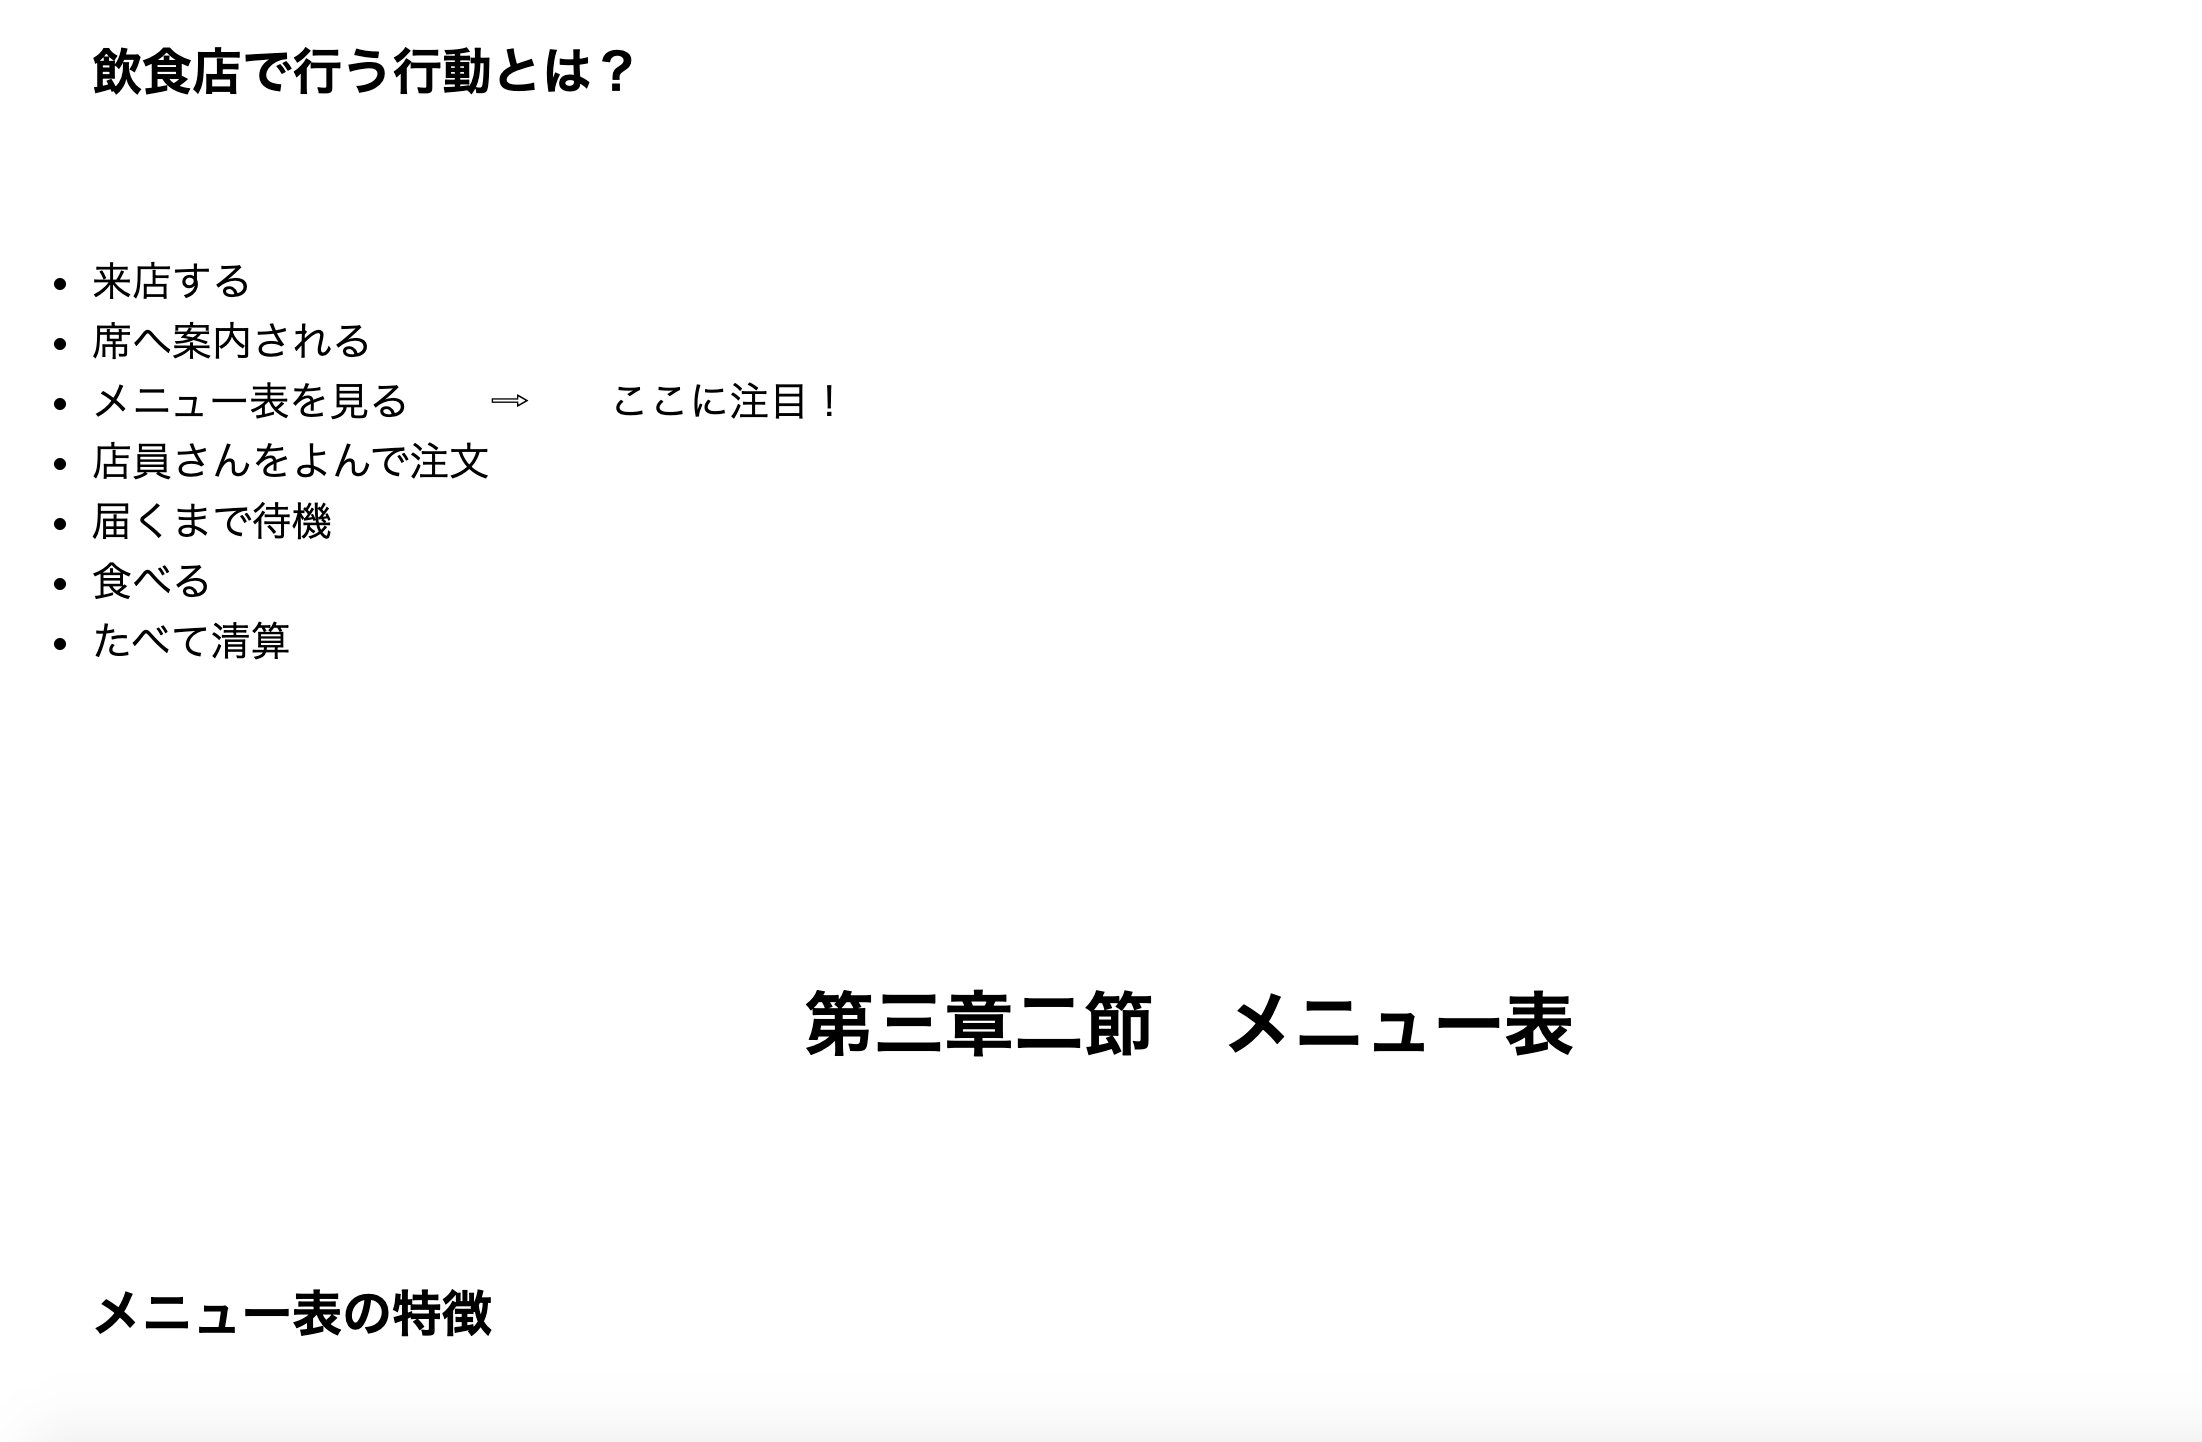 飲食店で行う行動とは？
• 来店する
• 席へ案内される
• メニュー表を見る　　⇨　　ここに注目！
• 店員さんをよんで注文
• 届くまで待機
• 食べる
• たべて清算
第三章二節　メニュー表
メニュー表の特徴